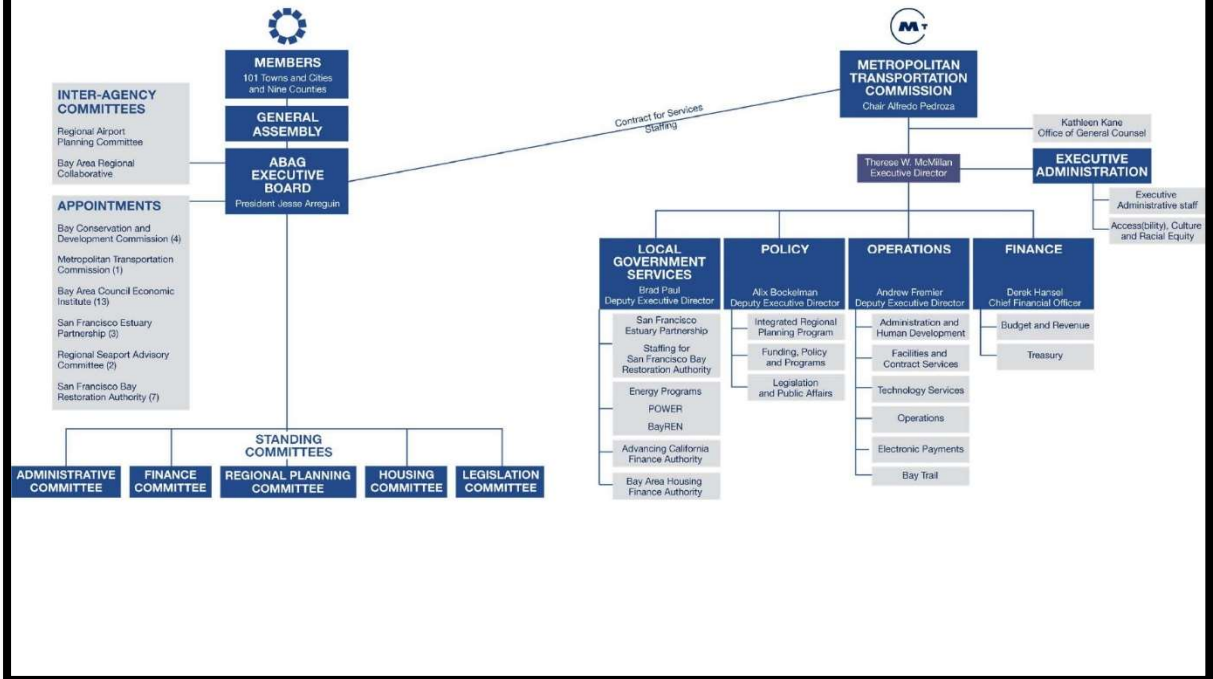 MEMBERS
101 Towns and Cities
and Nine Counties
GENERAL
ASSEMBLY
ABAG
EXECUTIVE
BOARD
President Jesse Arreguin
INTER-AGENCY
COMMITTEES
Regional Airport
Planning Committee
Bay Area Regional
Collaborative
APPOINTMENTS
Bay Conservation and
Development Commission (4)
Metropolitan Transportation
Commission (1)
Bay Area Council Economic
Institute (13)
San Francisco Estuary
Partnership (3)
Regional Seaport Advisory
Committee (2)
San Francisco Bay
Restoration Authority (7)
STANDING
COMMITTEES
ADMINISTRATIVE
COMMITTEE
FINANCE
COMMITTEE
REGIONAL PLANNING
COMMITTEE
HOUSING
COMMITTEE
LEGISLATION
COMMITTEE
Contract for Services
Staffing
M T
METROPOLITAN
TRANSPORTATION
COMMISSION
Chair Alfredo Pedroza
Kathleen Kane
Office of General Counsel
Therese W. McMillan
Executive Director
EXECUTIVE
ADMINISTRATION
Executive
Administrative staff
Access(bility), Culture
and Racial Equity
LOCAL
GOVERNMENT
SERVICES
Brad Paul
Deputy Executive Director
San Francisco
Estuary Partnership
Staffing for
San Francisco Bay
Restoration Authority
Energy Programs
POWER
BayREN
Advancing California
Finance Authority
Bay Area Housing
Finance Authority
POLICY
Alix Bockelman
Deputy Executive Director
Integrated Regional
Planning Program
Funding, Policy
and Programs
Legislation
and Public Affairs
OPERATIONS
Andrew Fremier
Deputy Executive Director
Administration and
Human Development
Facilities and
Contract Services
Technology Services
Operations
Electronic Payments
Bay Trail
FINANCE
Derek Hansel
Chief Financial Officer
Budget and Revenue
Treasury